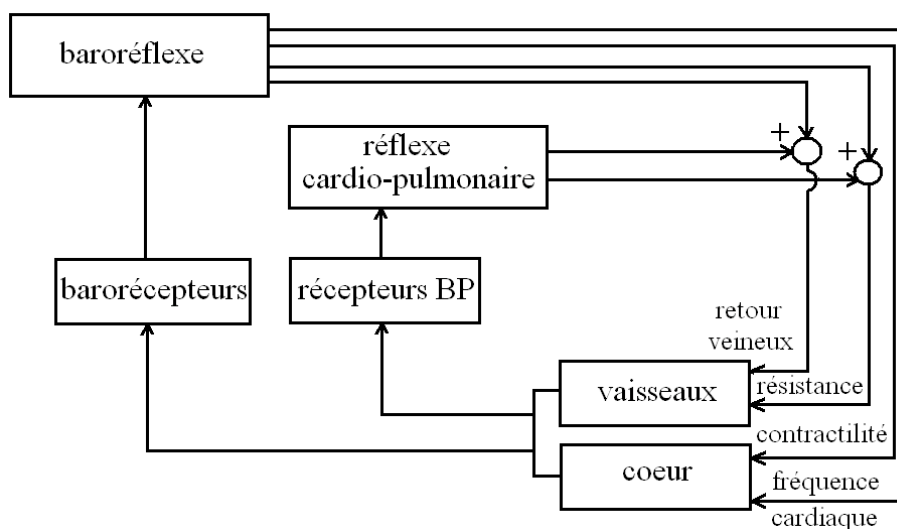 baroréflexe
+
+
réflexe
cardio-pulmonaire
barorécepteurs
récepteurs BP
retour
veineux
vaisseaux
résistance
contractilité
coeur
fréquence
cardiaque